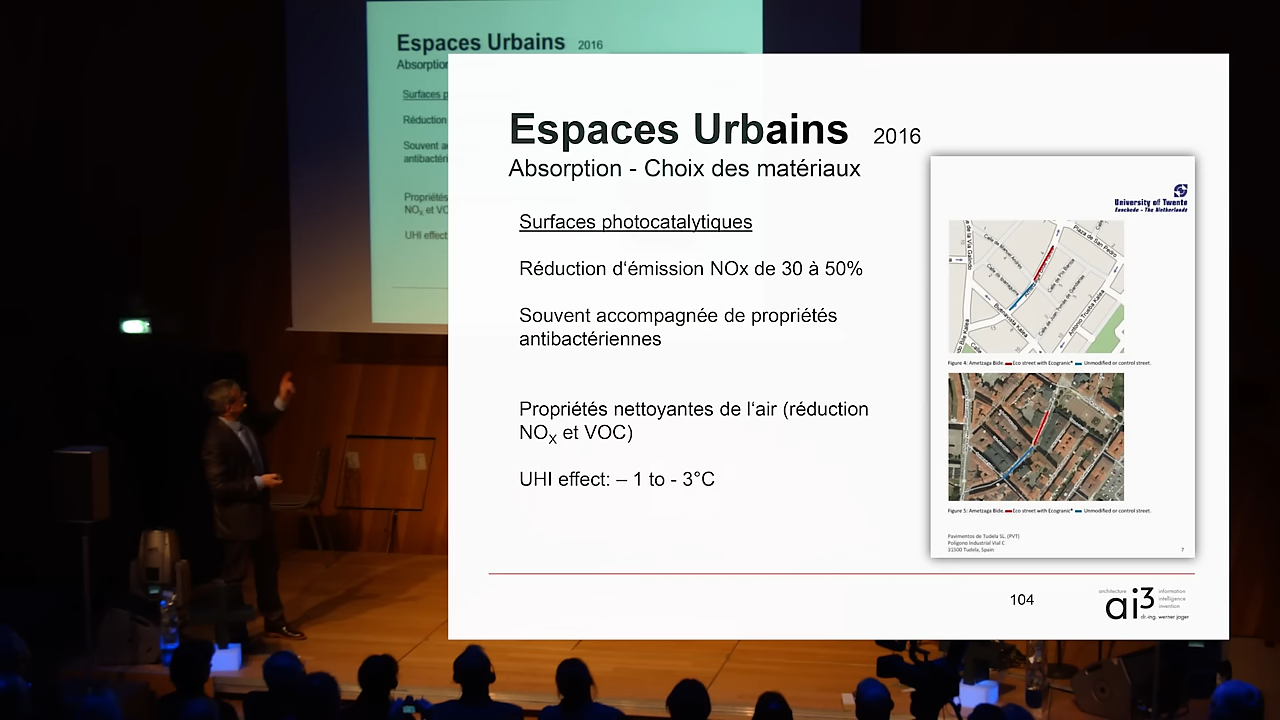 Espaces Urbains 2016
Absorption
Surfaces p
Réduction
Souvent a
antibactéri
Propriétés
NOx et VO
UHI effect
Espaces Urbains 2016
Absorption - Choix des matériaux
Surfaces photocatalytiques
Réduction d‘émission NOx de 30 à 50%
Souvent accompagnée de propriétés
antibactériennes
Propriétés nettoyantes de l‘air (réduction
NOX et VOC)
UHI effect: – 1 to - 3°C
University of Twente
Enschede - The Netherlands
Plaza de San Pedro
Figure 4: Ametzaga Bide. Eco street with Ecogranic® Unmodified or control street.
Figure 5: Ametzaga Bide. Eco street with Ecogranic® Unmodified or control street.
Pavimentos de Tudela SL. (PVT)
Polígono Industrial Vial C
31500 Tudela, Spain
7
104
architecture information
ai3 intelligence
invention
dr.-ing. werner jager